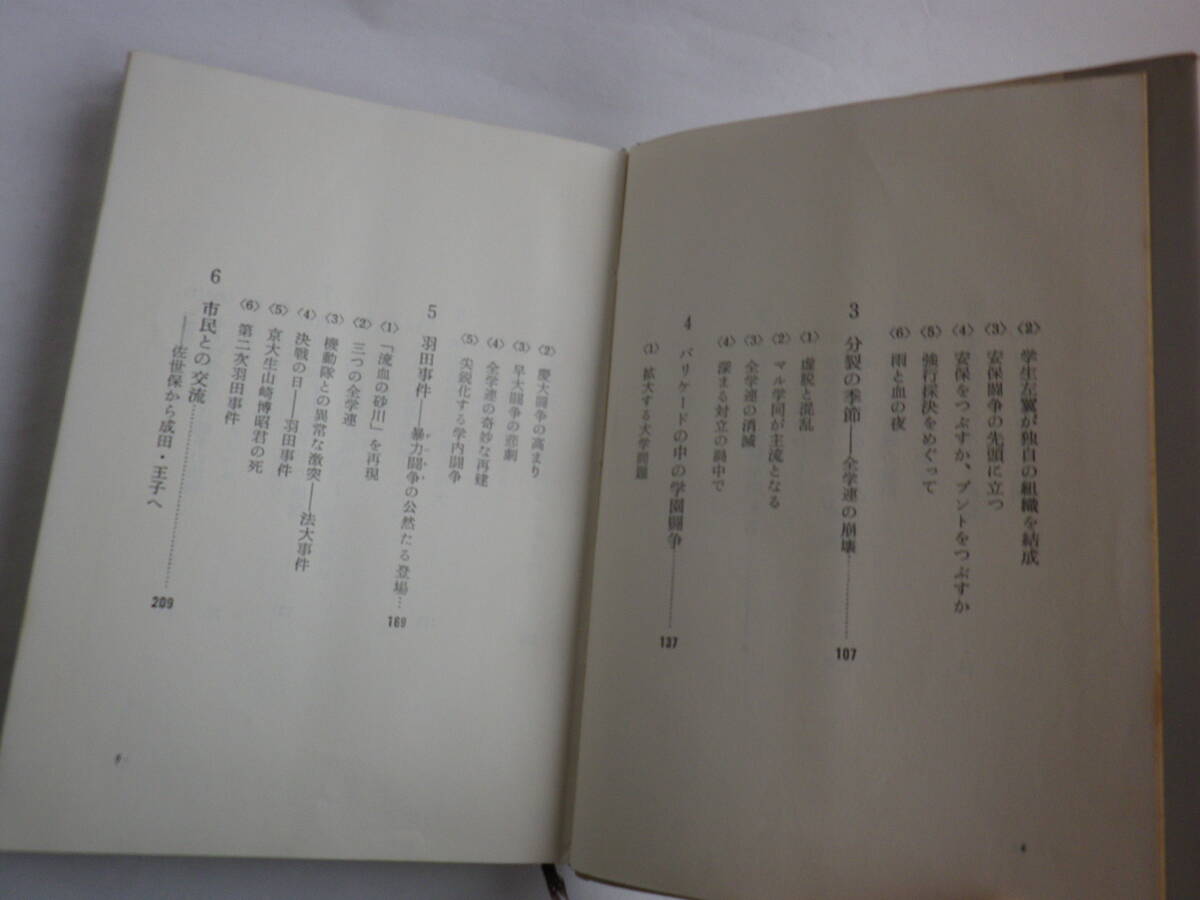 〈2〉 学生左翼が独自の組織を結成
〈3〉 安保闘争の先頭に立つ
〈4〉 安保をつぶすか、ブントをつぶすか
〈5〉 強行採決をめぐって
〈6〉 雨と血の夜
3 分裂の季節――全学連の崩壊…………107
〈1〉 虚脱と混乱
〈2〉 マル学同が主流となる
〈3〉 全学連の消滅
〈4〉 深まる対立の渦中で
4 バリケードの中の学園闘争…………137
〈1〉 拡大する大学問題
〈2〉 慶大闘争の高まり
〈3〉 早大闘争の悲劇
〈4〉 全学連の奇妙な再建
〈5〉 尖鋭化する学内闘争
5 羽田事件――暴力闘争の公然たる登場…169
〈1〉 「流血の砂川」を再現
〈2〉 三つの全学連
〈3〉 機動隊との異常な激突――法大事件
〈4〉 決戦の日――羽田事件
〈5〉 京大生山崎博昭君の死
〈6〉 第二次羽田事件
6 市民との交流…………209
――佐世保から成田・王子へ